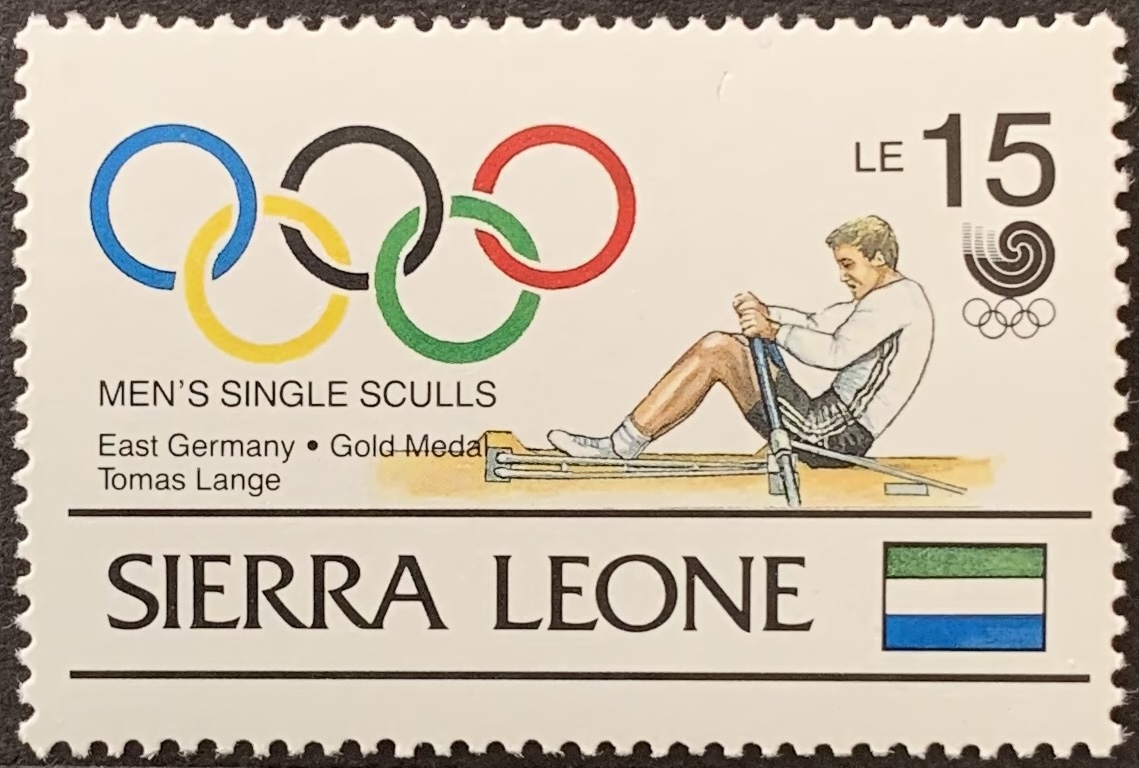 LE 15
MEN'S SINGLE SCULLS
East Germany • Gold Medal
Tomas Lange
SIERRA LEONE